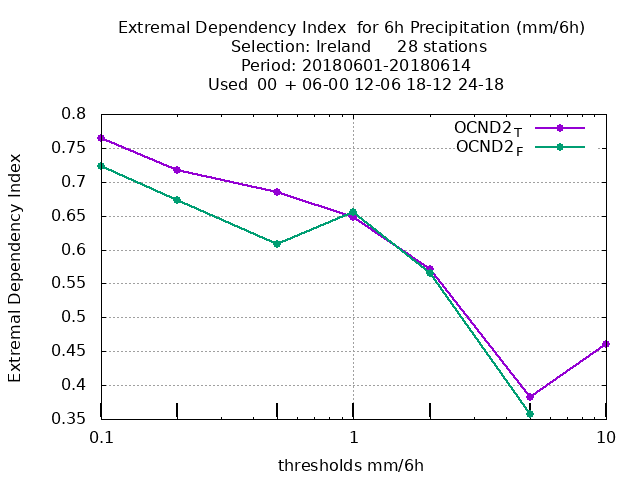 Extremal Dependency Index  for 6h Precipitation (mm/6h)
Selection: Ireland     28 stations
Period: 20180601-20180614
Used  00  + 06-00 12-06 18-12 24-18
OCND2T
OCND2F
Extremal Dependency Index
0.8
0.75
0.7
0.65
0.6
0.55
0.5
0.45
0.4
0.35
0.1 1 10
thresholds mm/6h